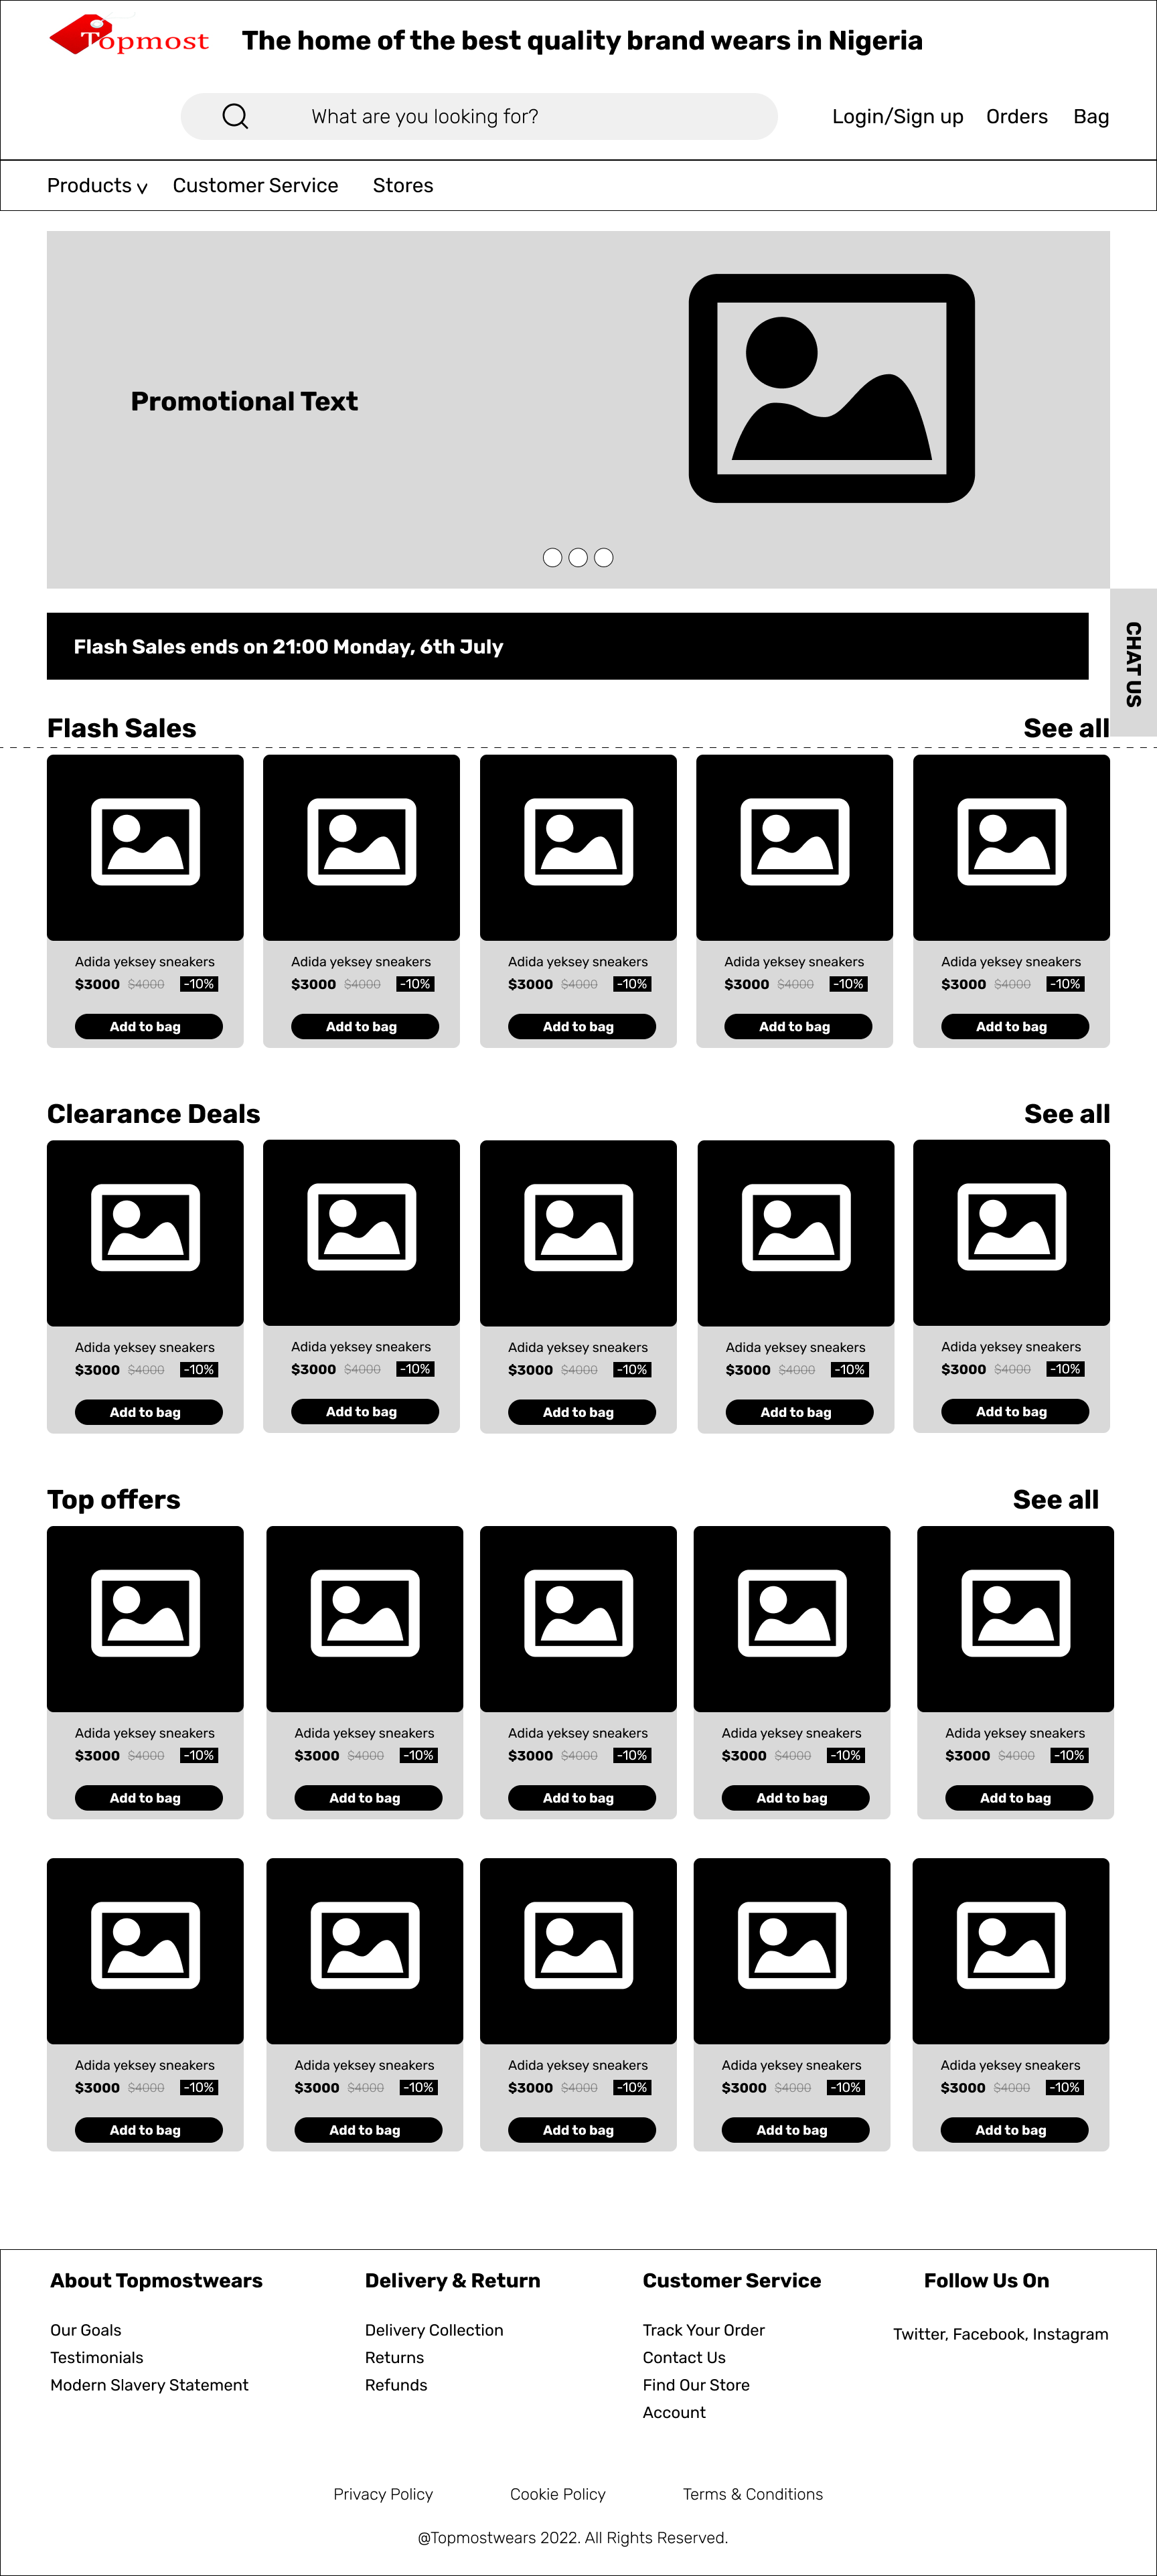 Topmost
The home of the best quality brand wears in Nigeria
What are you looking for?
Login/Sign up Orders Bag
Products Customer Service Stores
Promotional Text
Flash Sales ends on 21:00 Monday, 6th July
CHAT US
Flash Sales See all
Adida yeksey sneakers Adida yeksey sneakers Adida yeksey sneakers Adida yeksey sneakers Adida yeksey sneakers
$3000 $4000 -10% $3000 $4000 -10% $3000 $4000 -10% $3000 $4000 -10% $3000 $4000 -10%
Add to bag Add to bag Add to bag Add to bag Add to bag
Clearance Deals See all
Adida yeksey sneakers Adida yeksey sneakers Adida yeksey sneakers Adida yeksey sneakers Adida yeksey sneakers
$3000 $4000 -10% $3000 $4000 -10% $3000 $4000 -10% $3000 $4000 -10% $3000 $4000 -10%
Add to bag Add to bag Add to bag Add to bag Add to bag
Top offers See all
Adida yeksey sneakers Adida yeksey sneakers Adida yeksey sneakers Adida yeksey sneakers Adida yeksey sneakers
$3000 $4000 -10% $3000 $4000 -10% $3000 $4000 -10% $3000 $4000 -10% $3000 $4000 -10%
Add to bag Add to bag Add to bag Add to bag Add to bag
Adida yeksey sneakers Adida yeksey sneakers Adida yeksey sneakers Adida yeksey sneakers Adida yeksey sneakers
$3000 $4000 -10% $3000 $4000 -10% $3000 $4000 -10% $3000 $4000 -10% $3000 $4000 -10%
Add to bag Add to bag Add to bag Add to bag Add to bag
About Topmostwears
Our Goals
Testimonials
Modern Slavery Statement
Delivery & Return
Delivery Collection
Returns
Refunds
Customer Service
Track Your Order
Contact Us
Find Our Store
Account
Follow Us On
Twitter, Facebook, Instagram
Privacy Policy Cookie Policy Terms & Conditions
@Topmostwears 2022. All Rights Reserved.